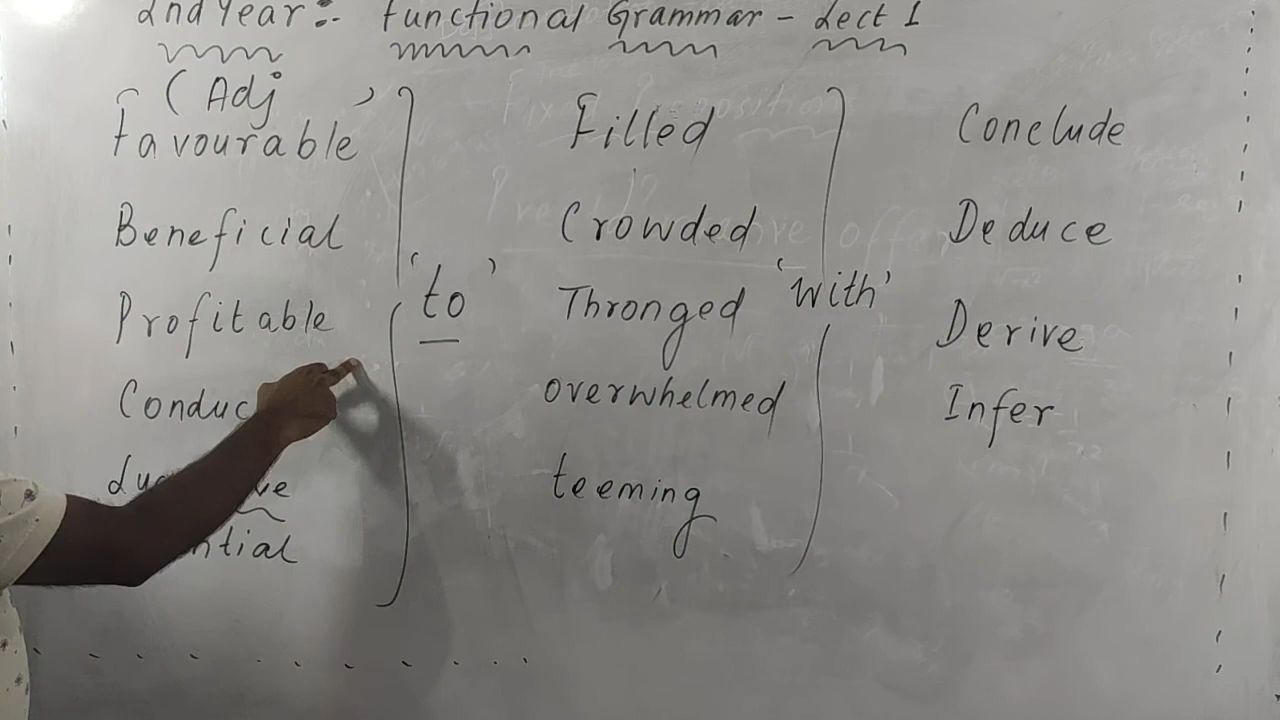 2nd Year:- Functional Grammar - Lect 1
(Adj )
Favourable
Beneficial
Profitable
'to'
Filled
Crowded
Thronged
overwhelmed
teeming
'with'
Conclude
Deduce
Derive
Infer